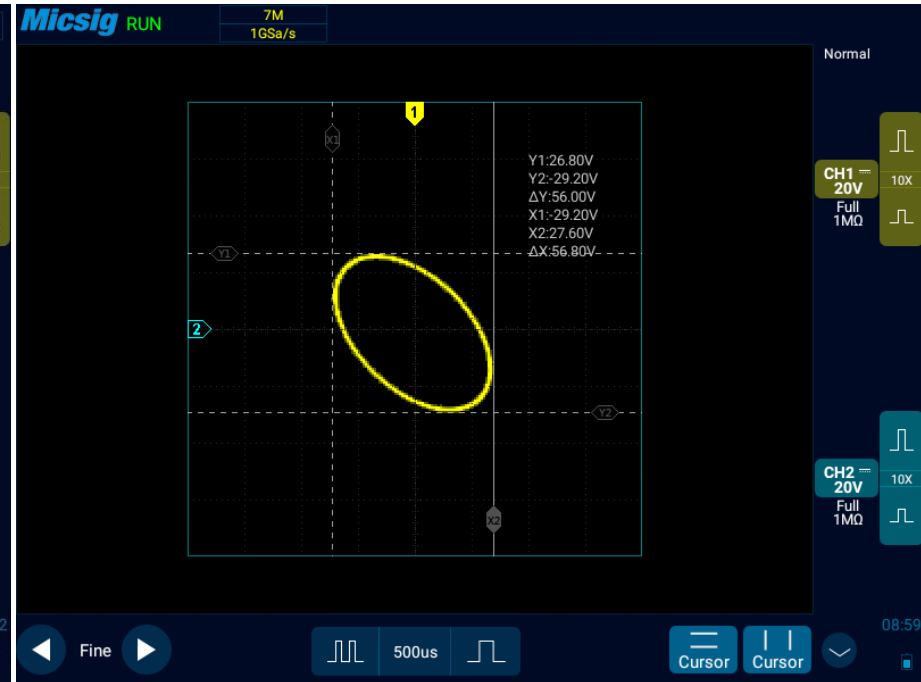 Micsig RUN
7M
1GSa/s
Normal
1
X1
Y1:26.80V
Y2:-29.20V
ΔY:56.00V
X1:-29.20V
X2:27.60V
ΔX:56.80V
Y1
CH1
20V
Full
1MΩ
10X
2
Y2
X2
CH2
20V
Full
1MΩ
10X
2
08:59
Fine
500us
Cursor
Cursor